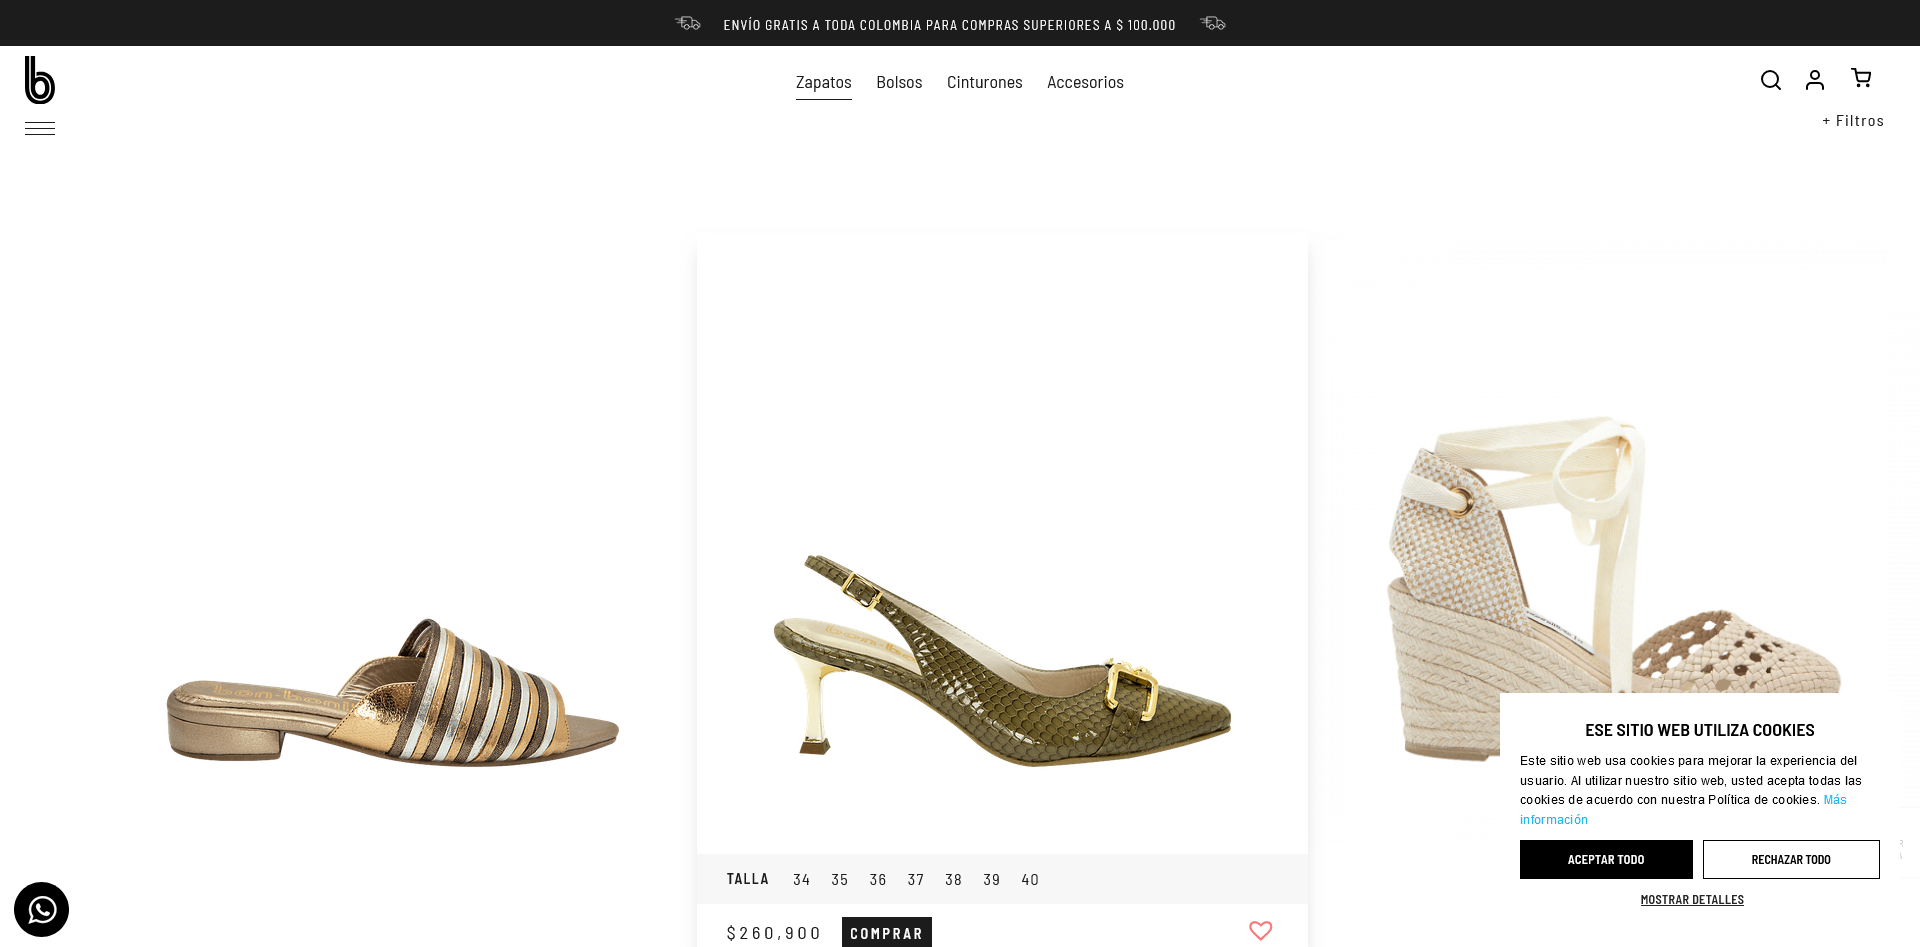 ENVÍO GRATIS A TODA COLOMBIA PARA COMPRAS SUPERIORES A $ 100.000
b
Zapatos Bolsos Cinturones Accesorios
+ Filtros
ESE SITIO WEB UTILIZA COOKIES
Este sitio web usa cookies para mejorar la experiencia del
usuario. Al utilizar nuestro sitio web, usted acepta todas las
cookies de acuerdo con nuestra Política de cookies. Más
información
ACEPTAR TODO RECHAZAR TODO
MOSTRAR DETALLES
TALLA 34 35 36 37 38 39 40
$260,900 COMPRAR